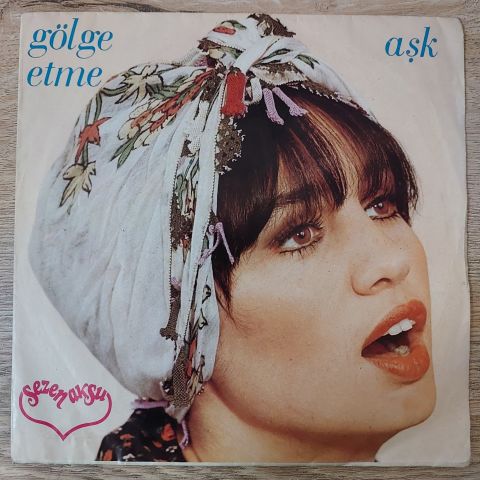 gölge
etme
aşk
sezen aksu